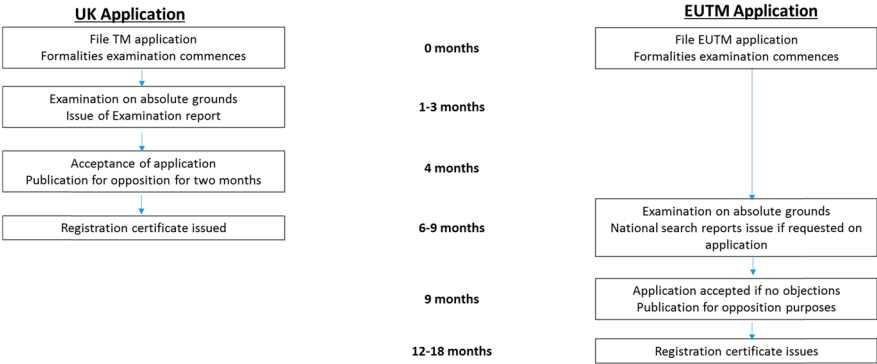 UK Application
File TM application
Formalities examination commences
Examination on absolute grounds
Issue of Examination report
Acceptance of application
Publication for opposition for two months
Registration certificate issued
0 months
1-3 months
4 months
6-9 months
9 months
12-18 months
EUTM Application
File EUTM application
Formalities examination commences
Examination on absolute grounds
National search reports issue if requested on
application
Application accepted if no objections
Publication for opposition purposes
Registration certificate issues